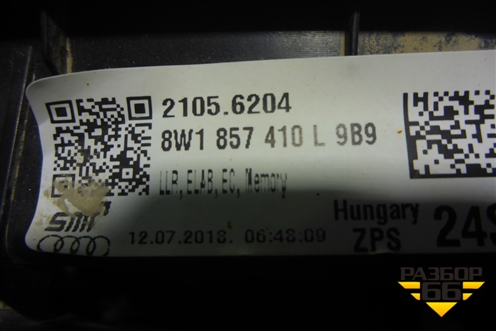 2105.6204
8W1 857 410 L 9B9
LLR, ELAB, EC, Memory
SMR
12.07.2018. 06:48:09
Hungary
ZPS
РАЗБОР
66